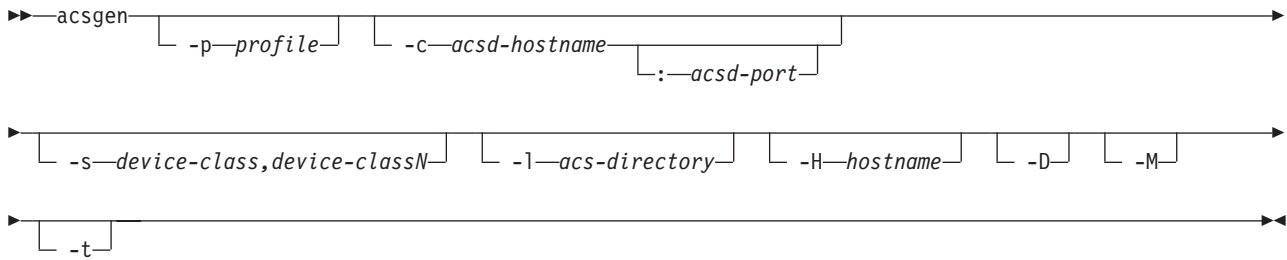 acsgen -p profile -c acsd-hostname : acsd-port
-s device-class,device-classN -l acs-directory -H hostname -D -M
-t